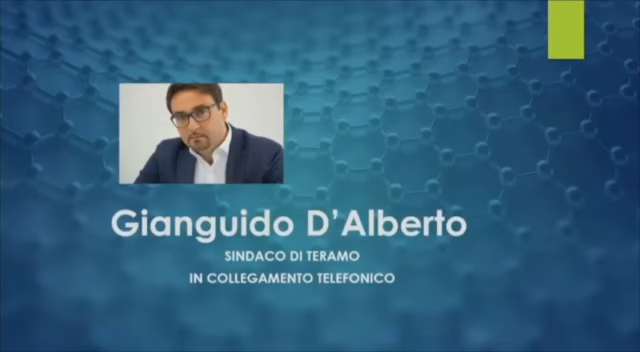 Gianguido D'Alberto
SINDACO DI TERAMO
IN COLLEGAMENTO TELEFONICO